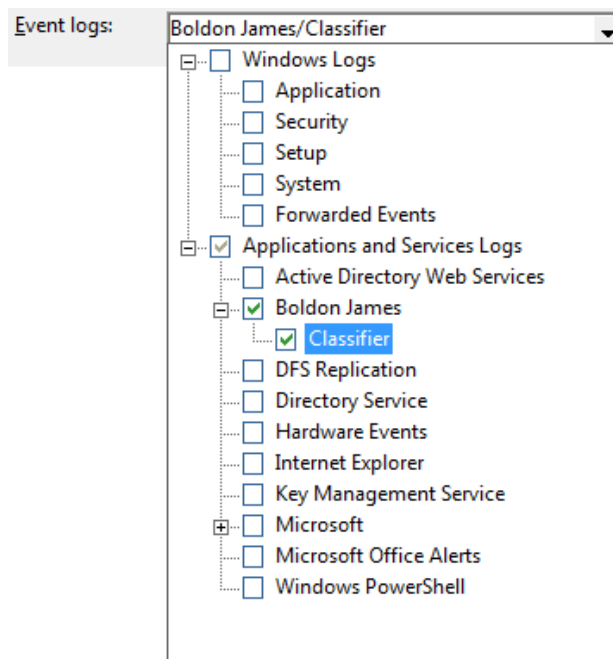 Event logs:
Boldon James/Classifier
Windows Logs
Application
Security
Setup
System
Forwarded Events
Applications and Services Logs
Active Directory Web Services
Boldon James
Classifier
DFS Replication
Directory Service
Hardware Events
Internet Explorer
Key Management Service
Microsoft
Microsoft Office Alerts
Windows PowerShell